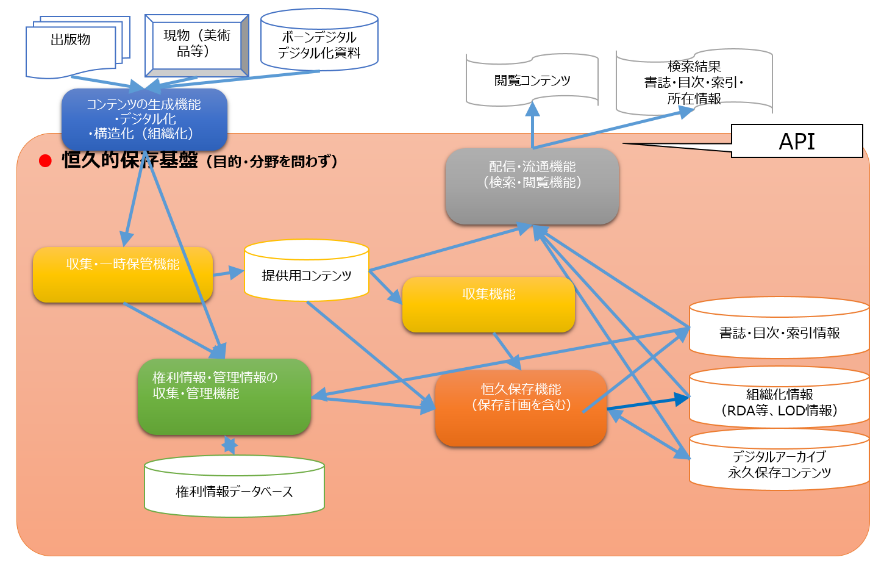 出版物
現物（美術
品等）
ボーンデジタル
デジタル化資料
コンテンツの生成機能
・デジタル化
・構造化（組織化）
閲覧コンテンツ
検索結果
書誌・目次・索引・
所在情報
API
● 恒久的保存基盤（目的・分野を問わず）
配信・流通機能
（検索・閲覧機能）
収集・一時保管機能
提供用コンテンツ
収集機能
書誌・目次・索引情報
権利情報・管理情報の
収集・管理機能
恒久保存機能
（保存計画を含む）
組織化情報
（RDA等、LOD情報）
デジタルアーカイブ
永久保存コンテンツ
権利情報データベース